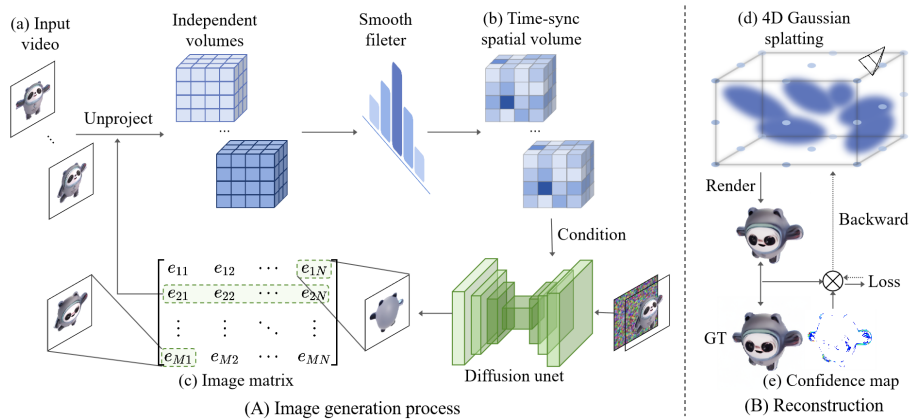 (a) Input
video
Independent
volumes
Smooth
fileter
(b) Time-sync
spatial volume
Unproject
...
...
Condition
e11 e12 ⋯ e1N
e21 e22 ⋯ e2N
⋮ ⋮ ⋱ ⋮
eM1 eM2 ⋯ eMN
(c) Image matrix
Diffusion unet
(A) Image generation process
(d) 4D Gaussian
splatting
Render
Backward
Loss
GT
(e) Confidence map
(B) Reconstruction